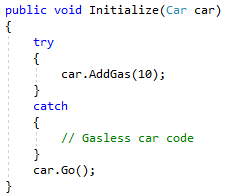 public void Initialize(Car car)
{
    try
    {
        car.AddGas(10);
    }
    catch
    {
        // Gasless car code
    }
    car.Go();
}